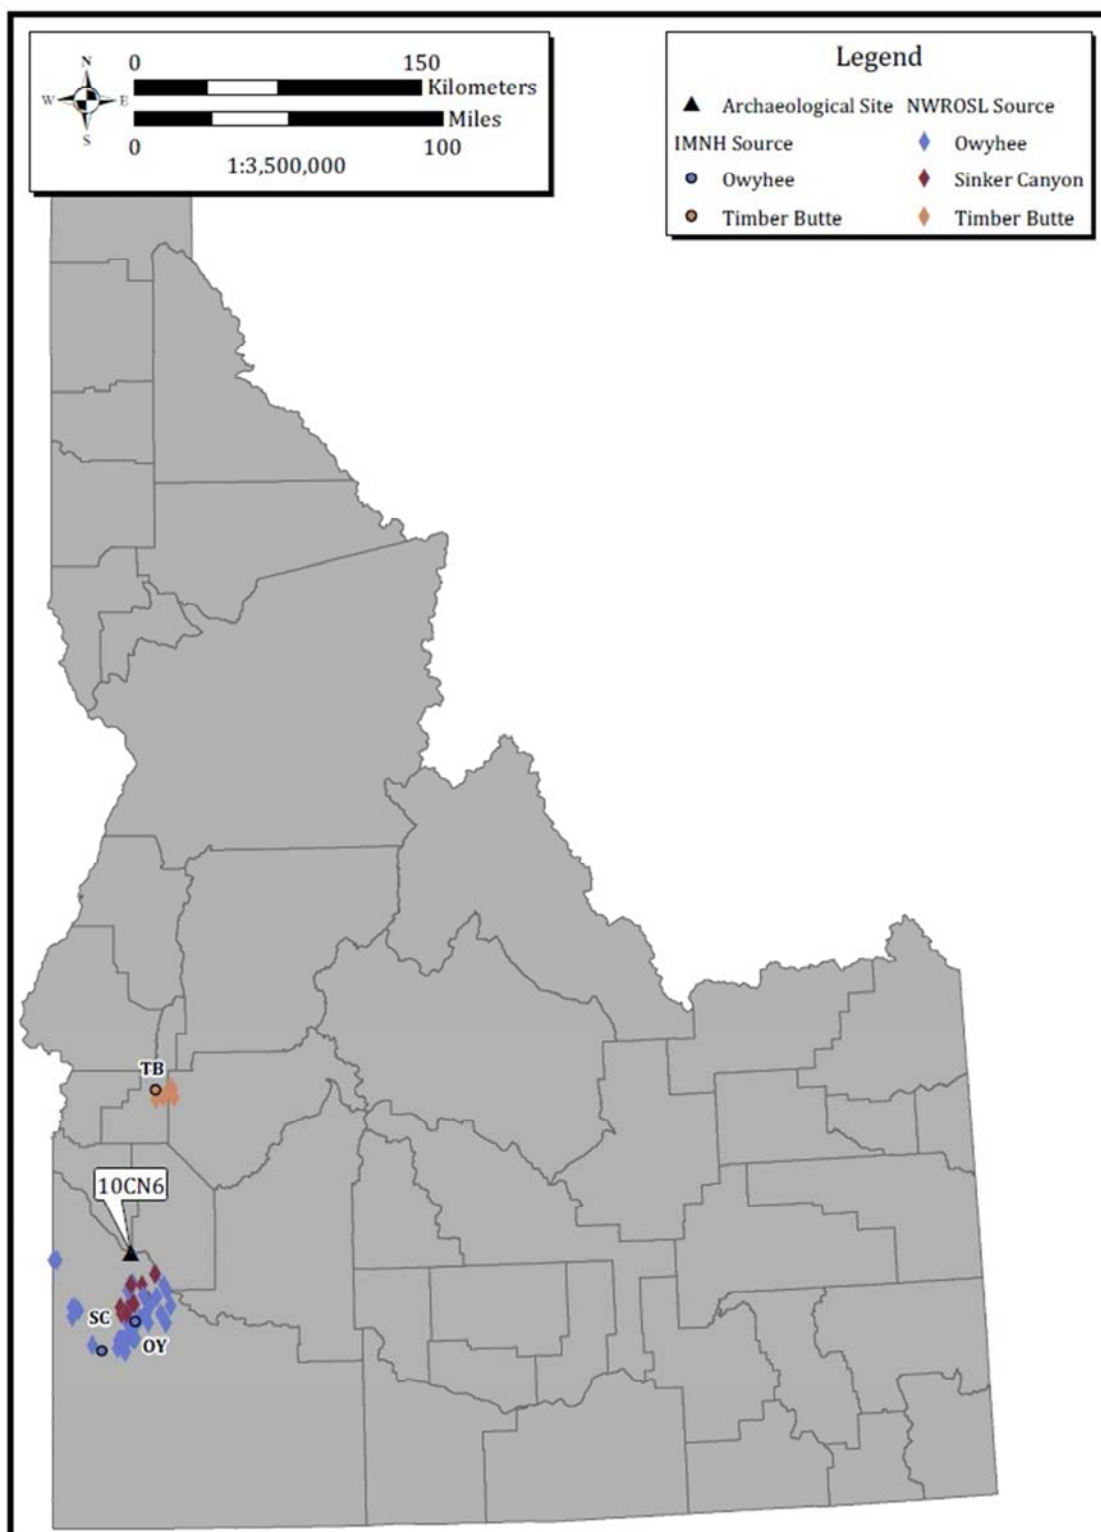 N
W E
S
0 150
Kilometers
Miles
0 100
1:3,500,000
Legend
Archaeological Site NWROSL Source
IMNH Source Owyhee
Owyhee Sinker Canyon
Timber Butte Timber Butte
TB
10CN6
SC
OY